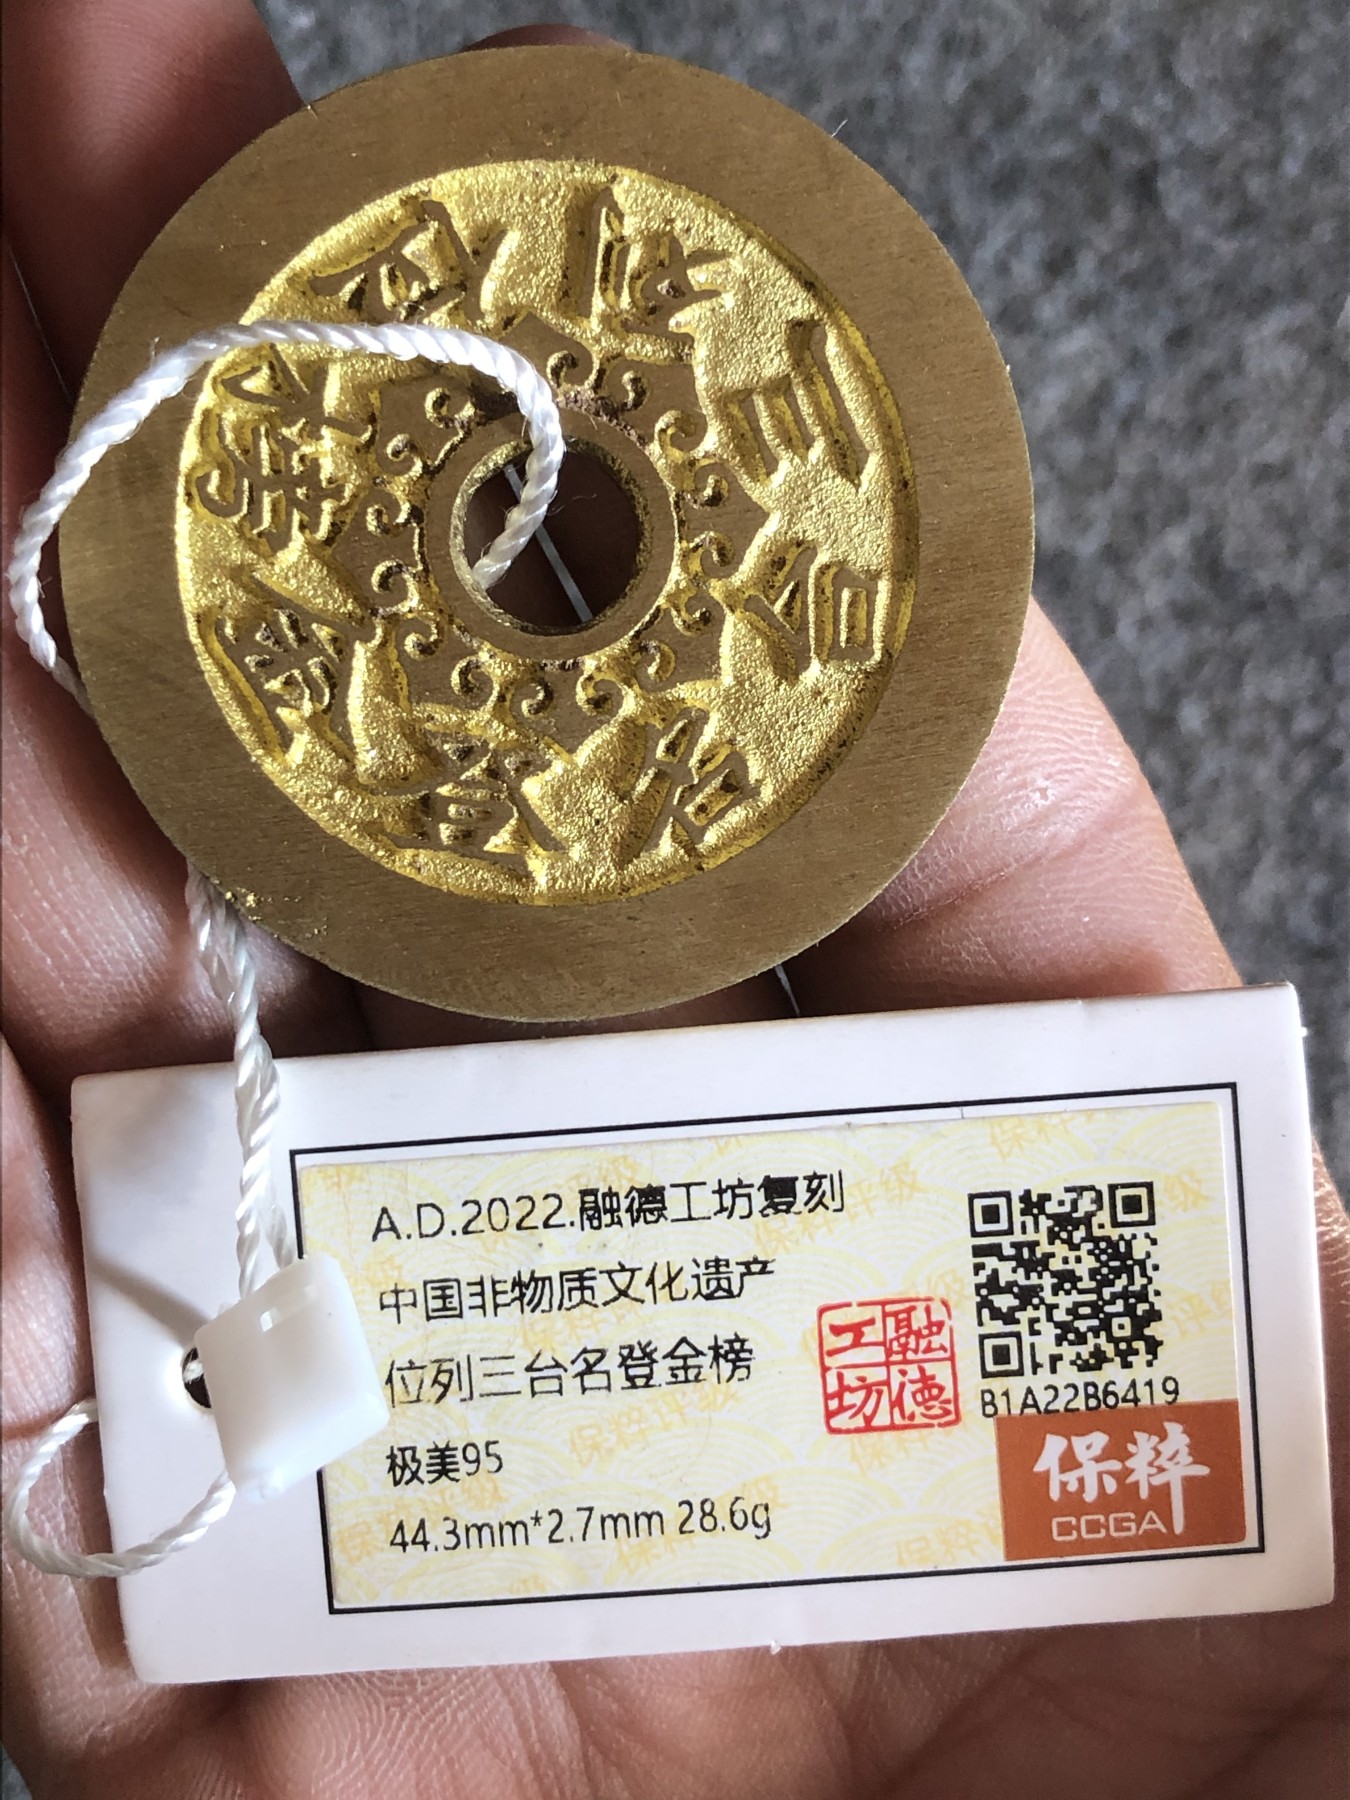 位列三台名登金榜
A.D.2022.融德工坊复刻
中国非物质文化遗产
位列三台名登金榜
极美95
44.3mm*2.7mm 28.6g
融德工坊
B1A22B6419
保粹
CCGA